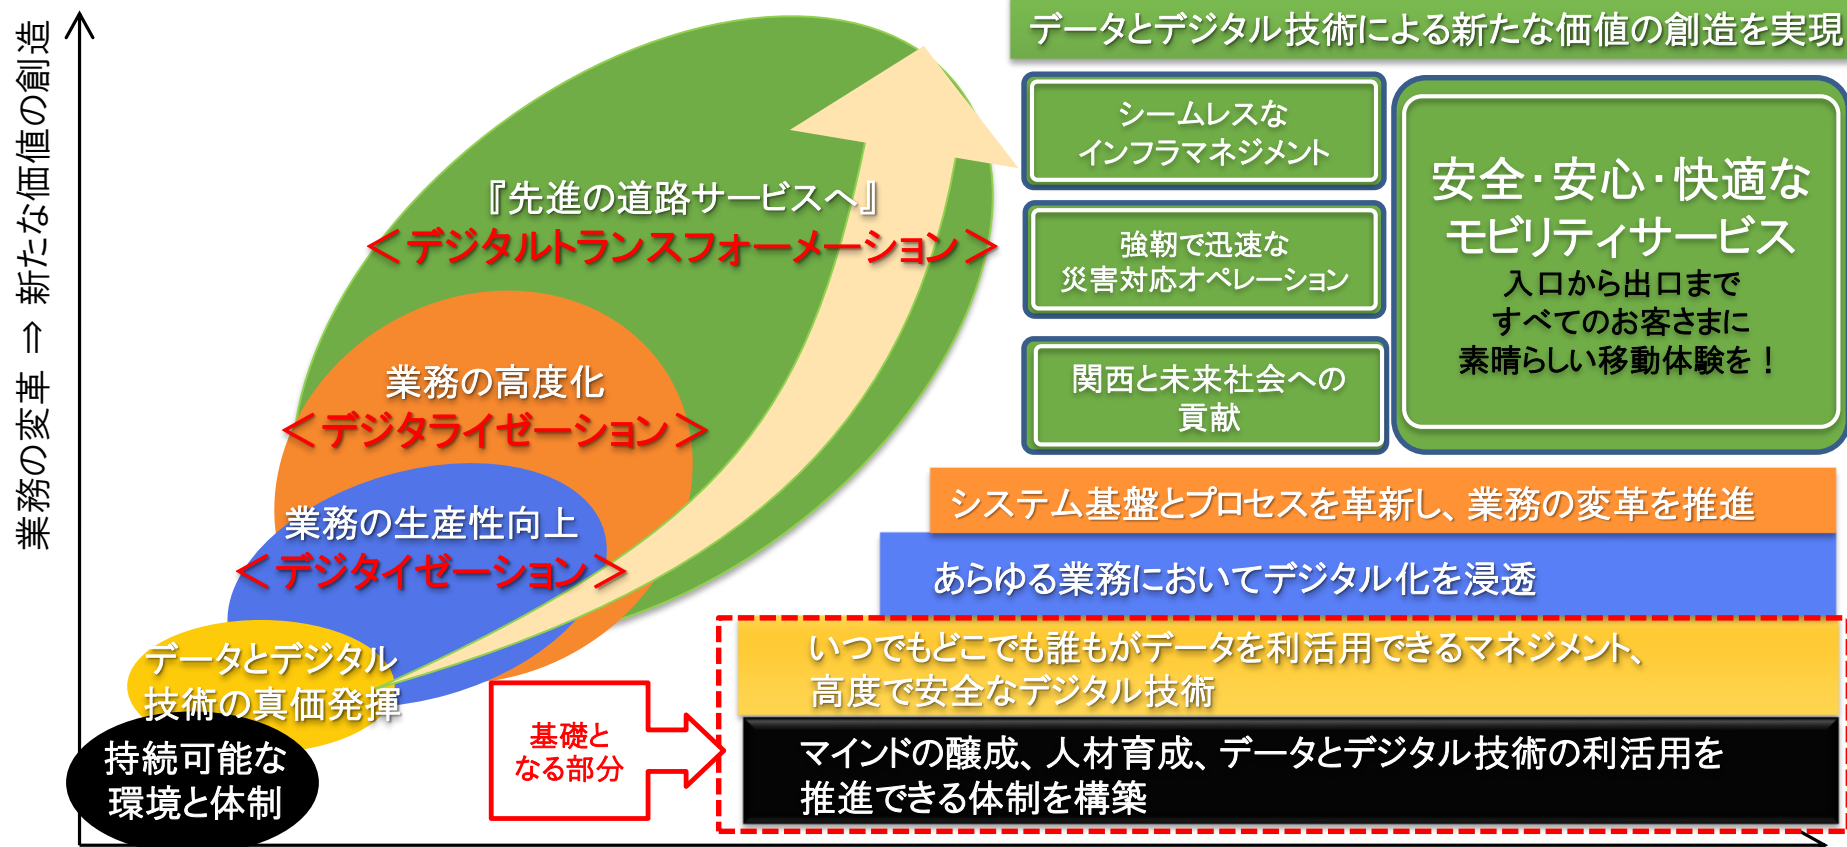 業務の変革 ⇒ 新たな価値の創造
『先進の道路サービスへ』
＜デジタルトランスフォーメーション＞
業務の高度化
＜デジタライゼーション＞
業務の生産性向上
＜デジタイゼーション＞
データとデジタル
技術の真価発揮
持続可能な
環境と体制
データとデジタル技術による新たな価値の創造を実現
シームレスな
インフラマネジメント
強靭で迅速な
災害対応オペレーション
関西と未来社会への
貢献
安全・安心・快適な
モビリティサービス
入口から出口まで
すべてのお客さまに
素晴らしい移動体験を！
システム基盤とプロセスを革新し、業務の変革を推進
あらゆる業務においてデジタル化を浸透
いつでもどこでも誰もがデータを利活用できるマネジメント、
高度で安全なデジタル技術
基礎と
なる部分
マインドの醸成、人材育成、データとデジタル技術の利活用を
推進できる体制を構築